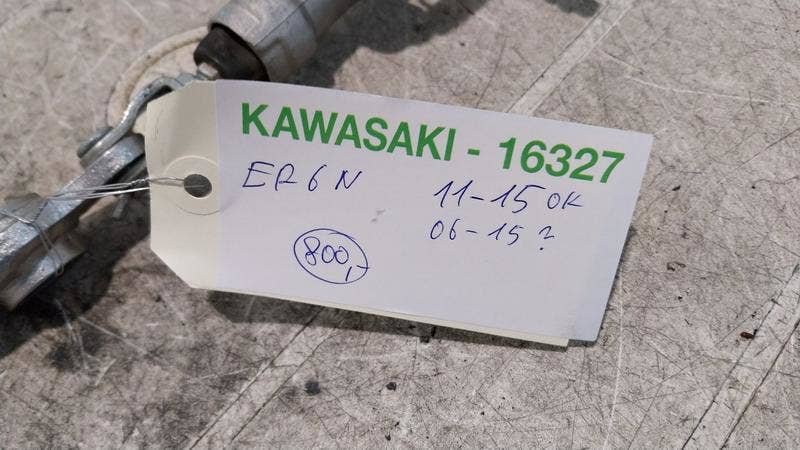 KAWASAKI - 16327
ER6N 11-15 OK
06-15 ?
800,-